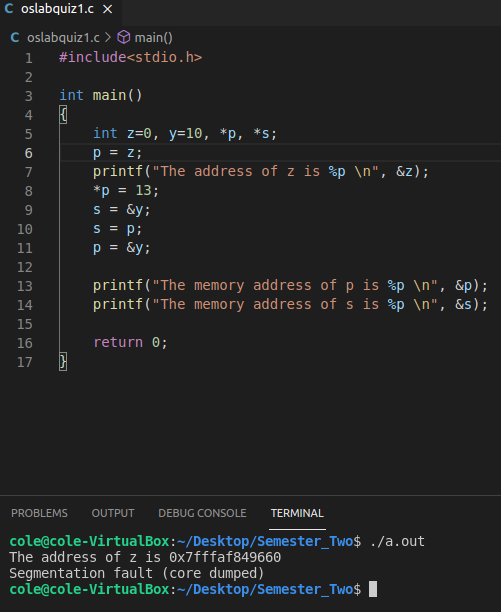 C oslabquiz1.c ×
C oslabquiz1.c > main()
1 #include<stdio.h>
2
3 int main()
4 {
5 int z=0, y=10, *p, *s;
6 p = z;
7 printf("The address of z is %p \n", &z);
8 *p = 13;
9 s = &y;
10 s = p;
11 p = &y;
12
13 printf("The memory address of p is %p \n", &p);
14 printf("The memory address of s is %p \n", &s);
15
16 return 0;
17 }
PROBLEMS OUTPUT DEBUG CONSOLE TERMINAL
cole@cole-VirtualBox:~/Desktop/Semester_Two$ ./a.out
The address of z is 0x7fffaf849660
Segmentation fault (core dumped)
cole@cole-VirtualBox:~/Desktop/Semester_Two$